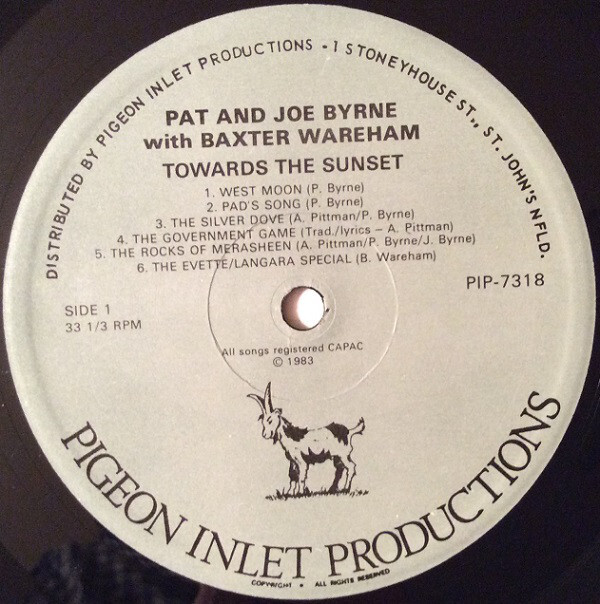 DISTRIBUTED BY PIGEON INLET PRODUCTIONS - 1 STONEYHOUSE ST., ST. JOHN'S NFLD.
PAT AND JOE BYRNE
with BAXTER WAREHAM
TOWARDS THE SUNSET
1. WEST MOON (P. Byrne)
2. PAD'S SONG (P. Byrne)
3. THE SILVER DOVE (A. Pittman/P. Byrne)
4. THE GOVERNMENT GAME (Trad./lyrics – A. Pittman)
5. THE ROCKS OF MERASHEEN (A. Pittman/P. Byrne/J. Byrne)
6. THE EVETTE/LANGARA SPECIAL (B. Wareham)
PIP-7318
SIDE 1
33 1/3 RPM
All songs registered CAPAC
© 1983
PIGEON INLET PRODUCTIONS
COPYRIGHT • ALL RIGHTS RESERVED